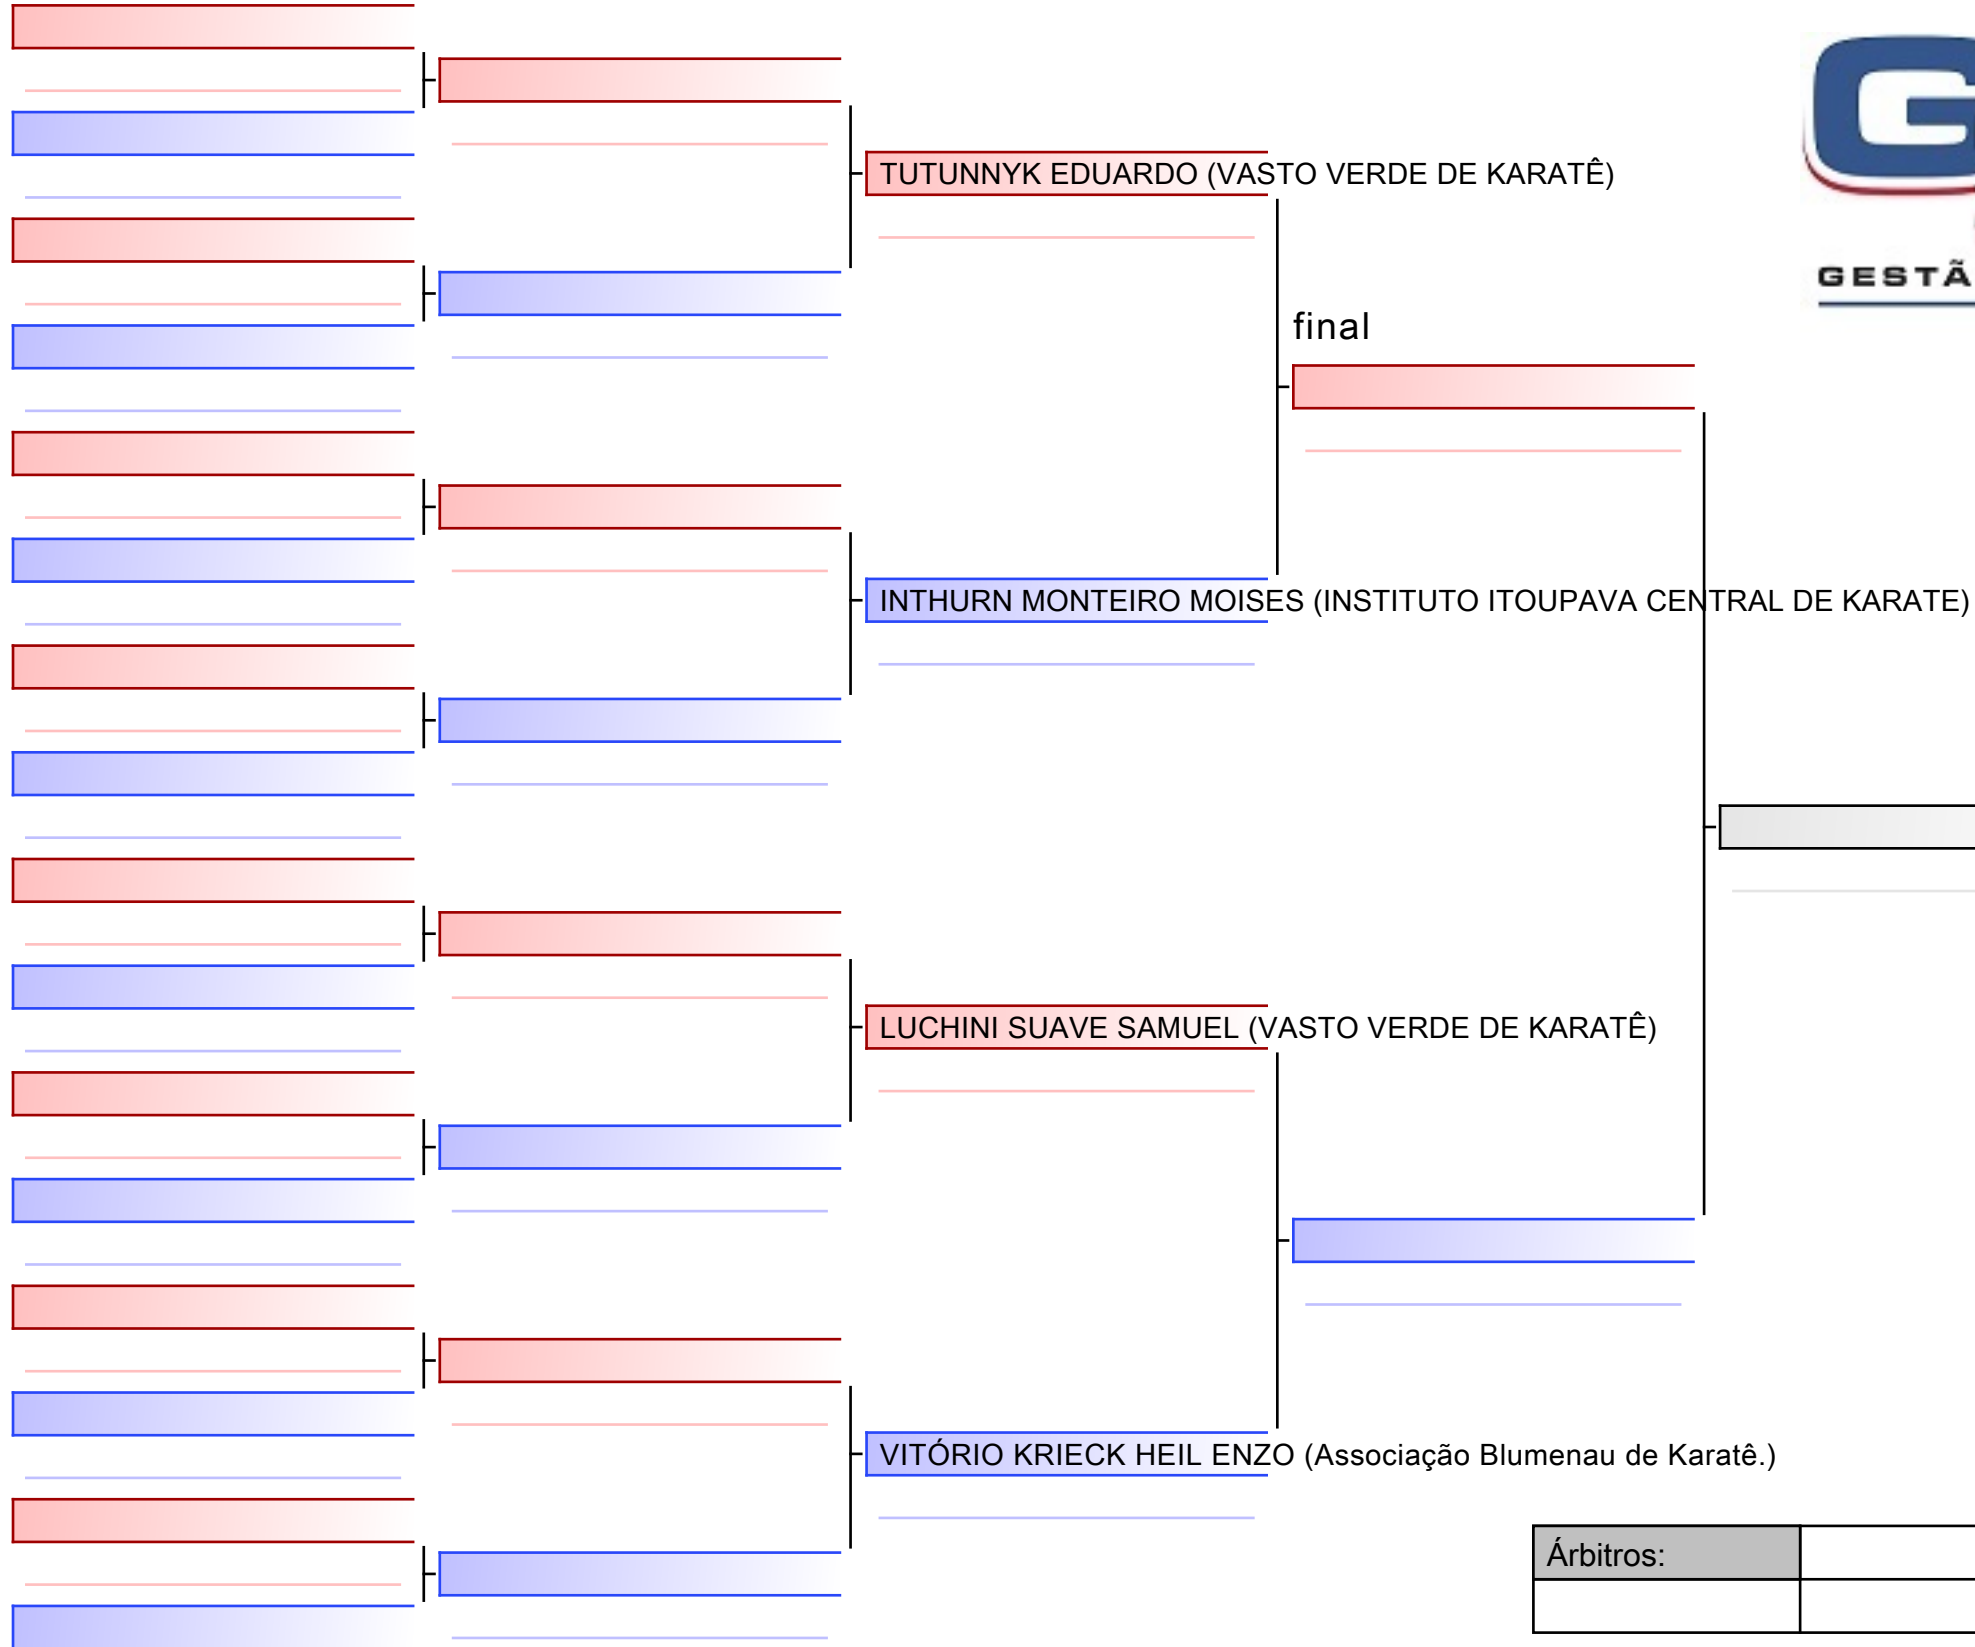 TUTUNNYK EDUARDO (VASTO VERDE DE KARATÊ)
GESTÃ
final
INTHURN MONTEIRO MOISES (INSTITUTO ITOUPAVA CENTRAL DE KARATE)
LUCHINI SUAVE SAMUEL (VASTO VERDE DE KARATÊ)
VITÓRIO KRIECK HEIL ENZO (Associação Blumenau de Karatê.)
Árbitros: